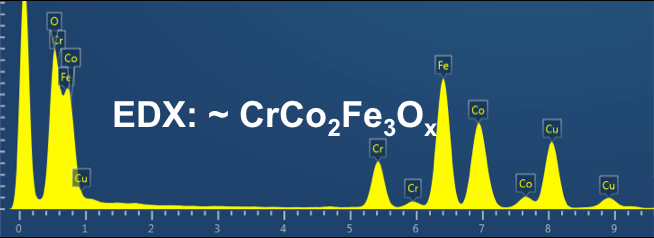 O
Cr
Co
Fe
Cu
EDX: ~ CrCo₂Fe₃Oₓ
Cr
Cr
Fe
Co
Co
Cu
Cu
0 1 2 3 4 5 6 7 8 9